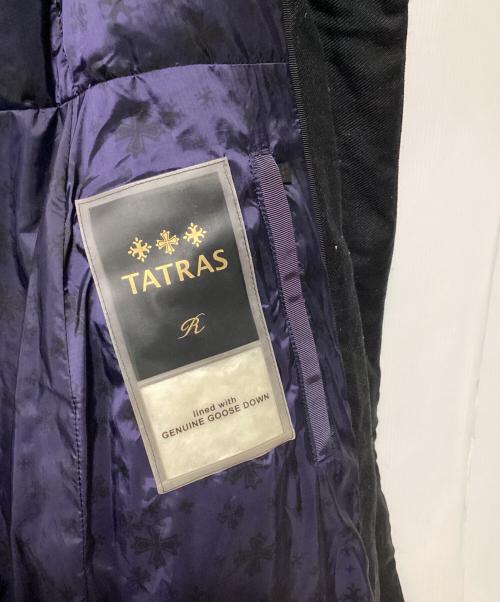 TATRAS
R
lined with
GENUINE GOOSE DOWN